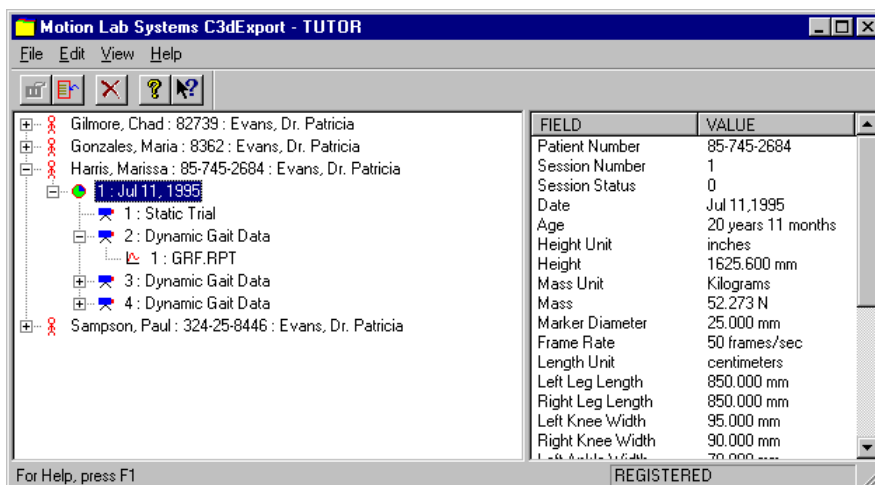 Motion Lab Systems C3dExport - TUTOR
File Edit View Help
Gilmore, Chad : 82739 : Evans, Dr. Patricia
Gonzales, Maria : 8362 : Evans, Dr. Patricia
Harris, Marissa : 85-745-2684 : Evans, Dr. Patricia
1 : Jul 11, 1995
1 : Static Trial
2 : Dynamic Gait Data
1 : GRF.RPT
3 : Dynamic Gait Data
4 : Dynamic Gait Data
Sampson, Paul : 324-25-8446 : Evans, Dr. Patricia
FIELD VALUE
Patient Number 85-745-2684
Session Number 1
Session Status 0
Date Jul 11,1995
Age 20 years 11 months
Height Unit inches
Height 1625.600 mm
Mass Unit Kilograms
Mass 52.273 N
Marker Diameter 25.000 mm
Frame Rate 50 frames/sec
Length Unit centimeters
Left Leg Length 850.000 mm
Right Leg Length 850.000 mm
Left Knee Width 95.000 mm
Right Knee Width 90.000 mm
Left Ankle Width 70.000 mm
For Help, press F1 REGISTERED